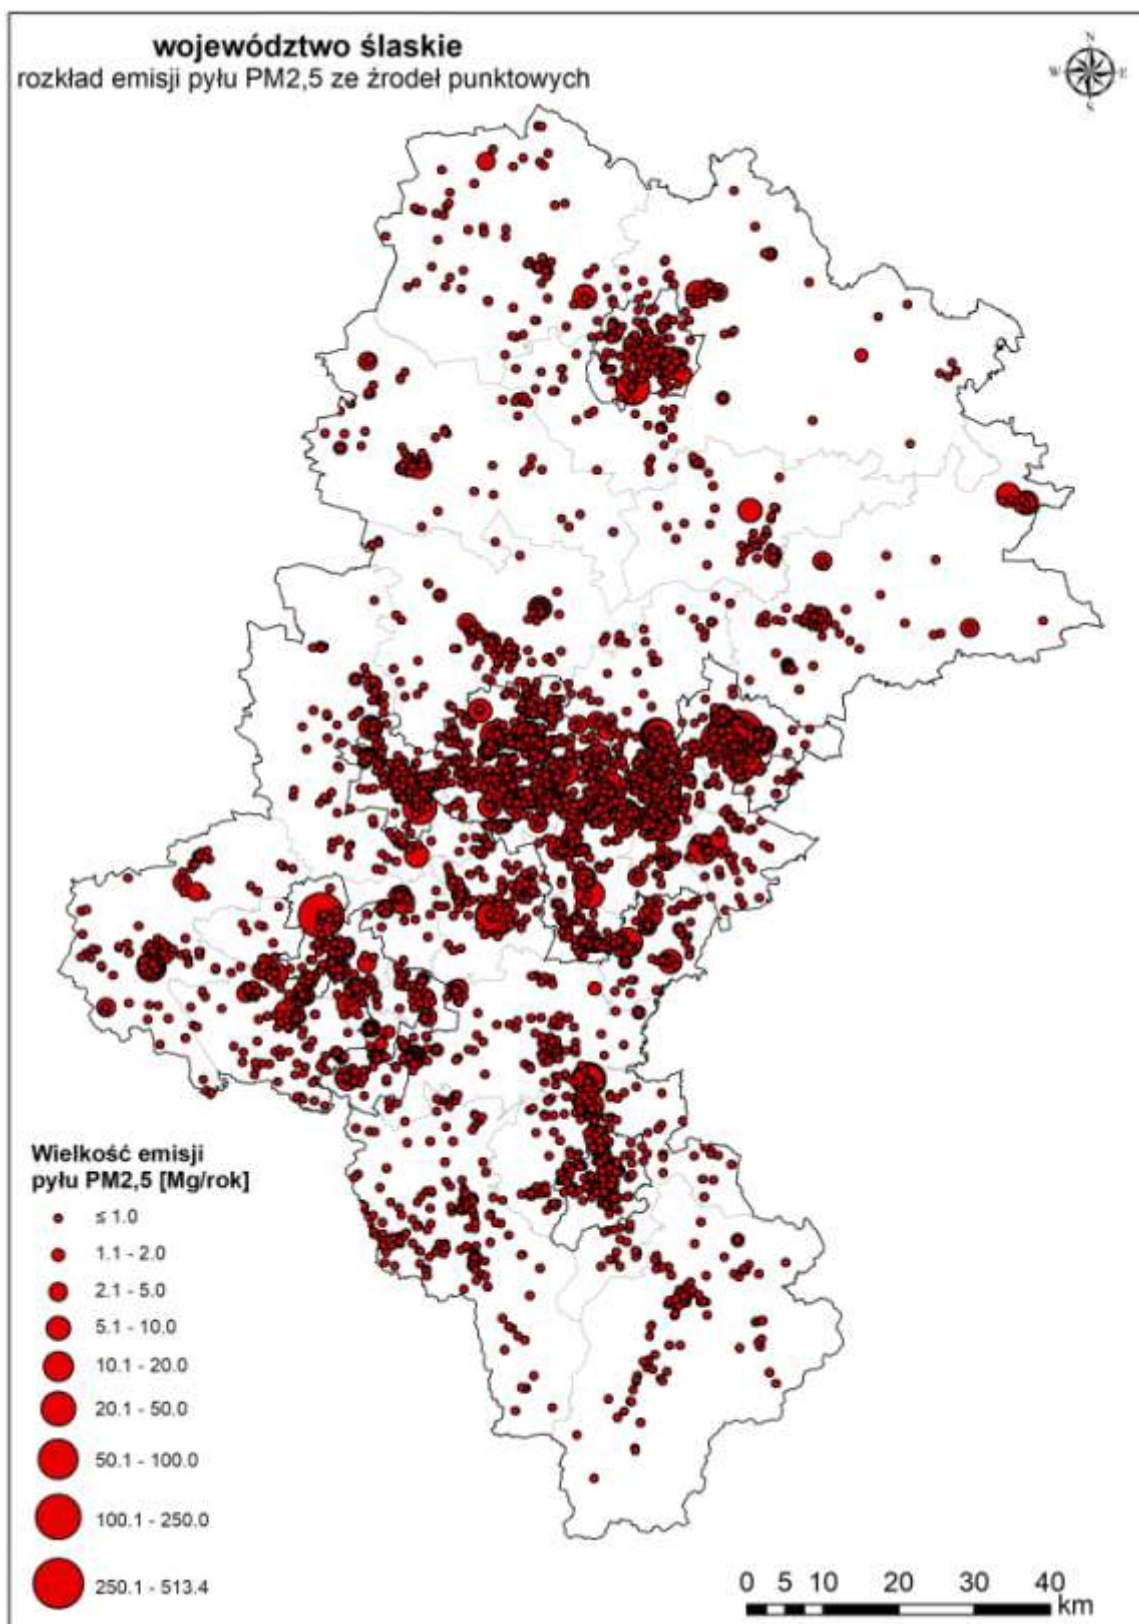 województwo ślaskie
rozkład emisji pyłu PM2,5 ze źrodeł punktowych
N
W E
S
Wielkość emisji
pyłu PM2,5 [Mg/rok]
≤ 1.0
1.1 - 2.0
2.1 - 5.0
5.1 - 10.0
10.1 - 20.0
20.1 - 50.0
50.1 - 100.0
100.1 - 250.0
250.1 - 513.4
0 5 10 20 30 40
km